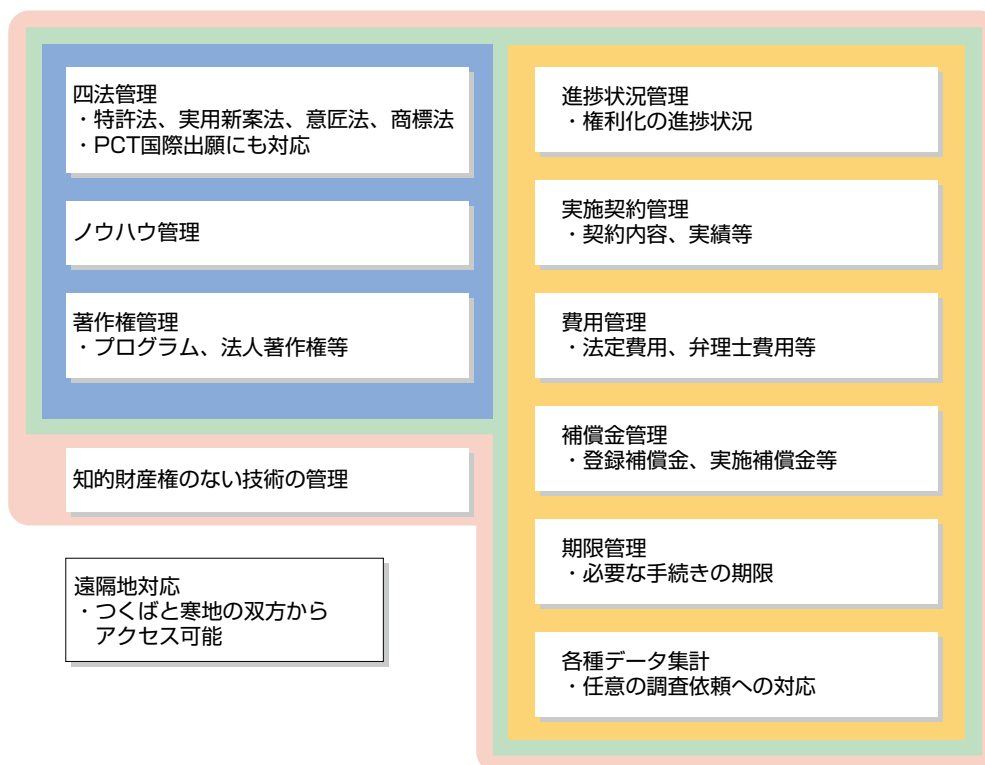 四法管理
・特許法、実用新案法、意匠法、商標法
・PCT国際出願にも対応
ノウハウ管理
著作権管理
・プログラム、法人著作権等
知的財産権のない技術の管理
遠隔地対応
・つくばと寒地の双方から
アクセス可能
進捗状況管理
・権利化の進捗状況
実施契約管理
・契約内容、実績等
費用管理
・法定費用、弁理士費用等
補償金管理
・登録補償金、実施補償金等
期限管理
・必要な手続きの期限
各種データ集計
・任意の調査依頼への対応